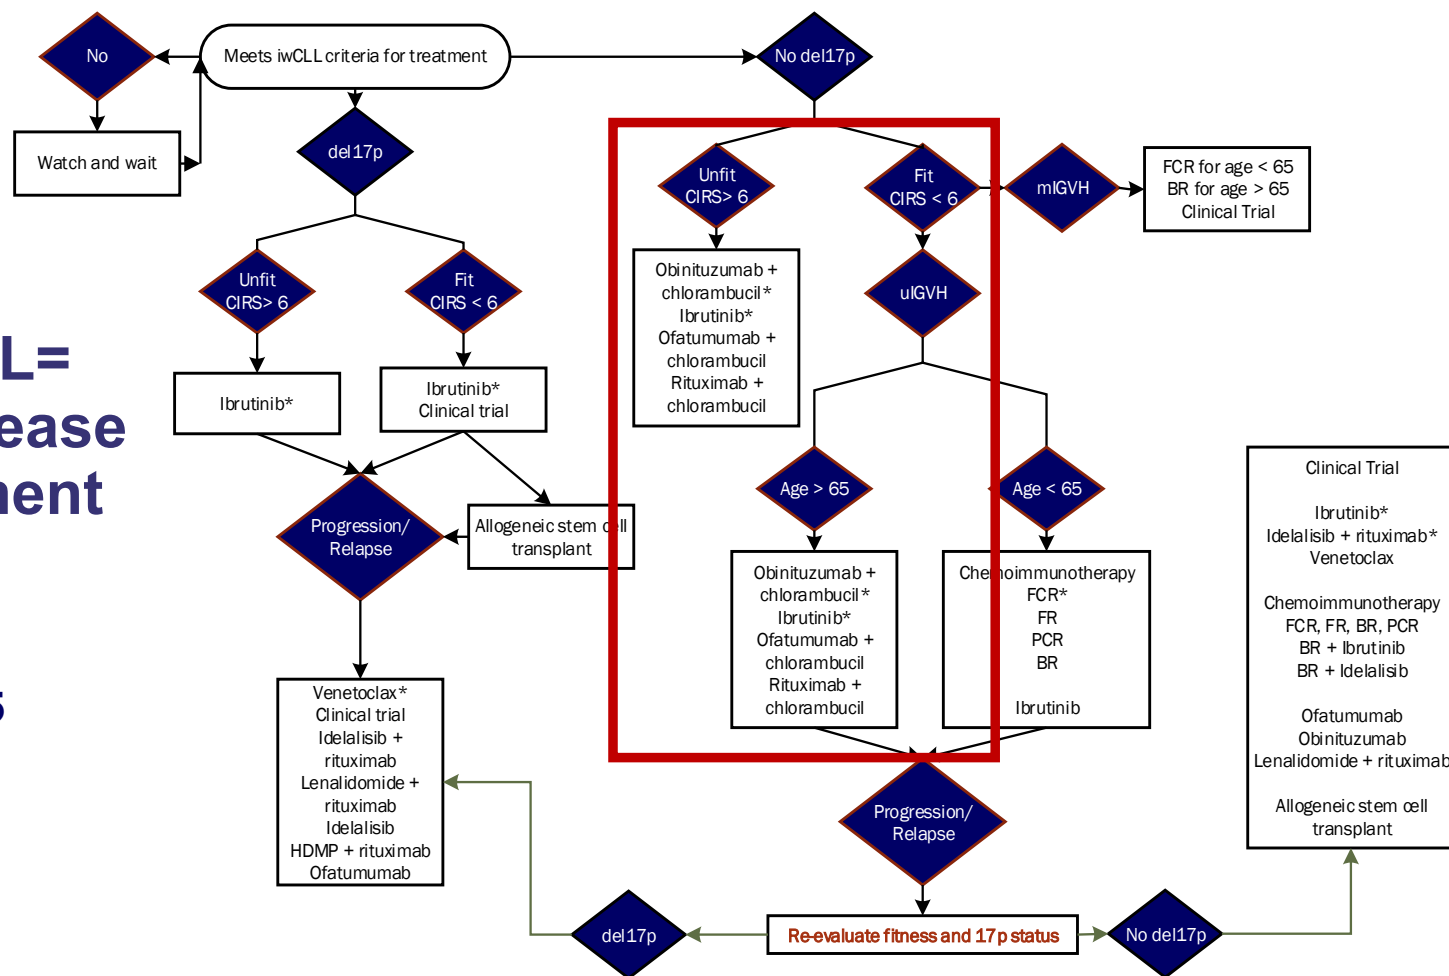 No
Meets iwCLL criteria for treatment
No del17p
Watch and wait
del17p
Unfit
CIRS> 6
Fit
CIRS < 6
mIGVH
FCR for age < 65
BR for age > 65
Clinical Trial
Unfit
CIRS> 6
Fit
CIRS < 6
Obinituzumab +
chlorambucil*
Ibrutinib*
Ofatumumab +
chlorambucil
Rituximab +
chlorambucil
uIGVH
L=
ease
nent
Ibrutinib*
Ibrutinib*
Clinical trial
Progression/
Relapse
Allogeneic stem cell
transplant
Age > 65
Age < 65
Obinituzumab +
chlorambucil*
Ibrutinib*
Ofatumumab +
chlorambucil
Rituximab +
chlorambucil
Chemoimmunotherapy
FCR*
FR
PCR
BR
Ibrutinib
Clinical Trial
Ibrutinib*
Idelalisib + rituximab*
Venetoclax
Chemoimmunotherapy
FCR, FR, BR, PCR
BR + Ibrutinib
BR + Idelalisib
Ofatumumab
Obinituzumab
Lenalidomide + rituximab
Allogeneic stem cell
transplant
5
Venetoclax*
Clinical trial
Idelalisib +
rituximab
Lenalidomide +
rituximab
Idelalisib
HDMP + rituximab
Ofatumumab
Progression/
Relapse
del17p
Re-evaluate fitness and 17p status
No del17p